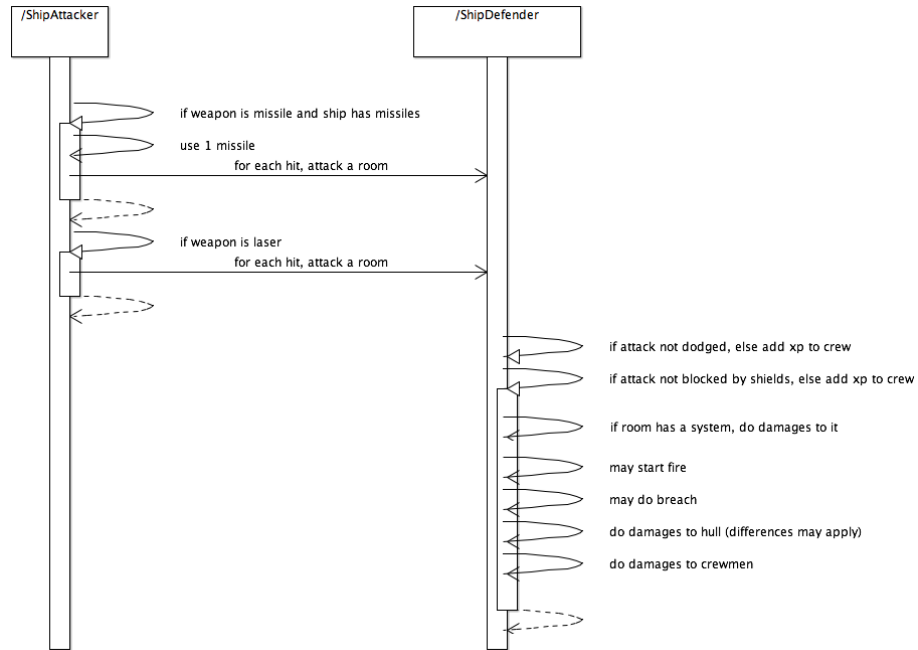 /ShipAttacker
/ShipDefender
if weapon is missile and ship has missiles
use 1 missile
for each hit, attack a room
if weapon is laser
for each hit, attack a room
if attack not dodged, else add xp to crew
if attack not blocked by shields, else add xp to crew
if room has a system, do damages to it
may start fire
may do breach
do damages to hull (differences may apply)
do damages to crewmen